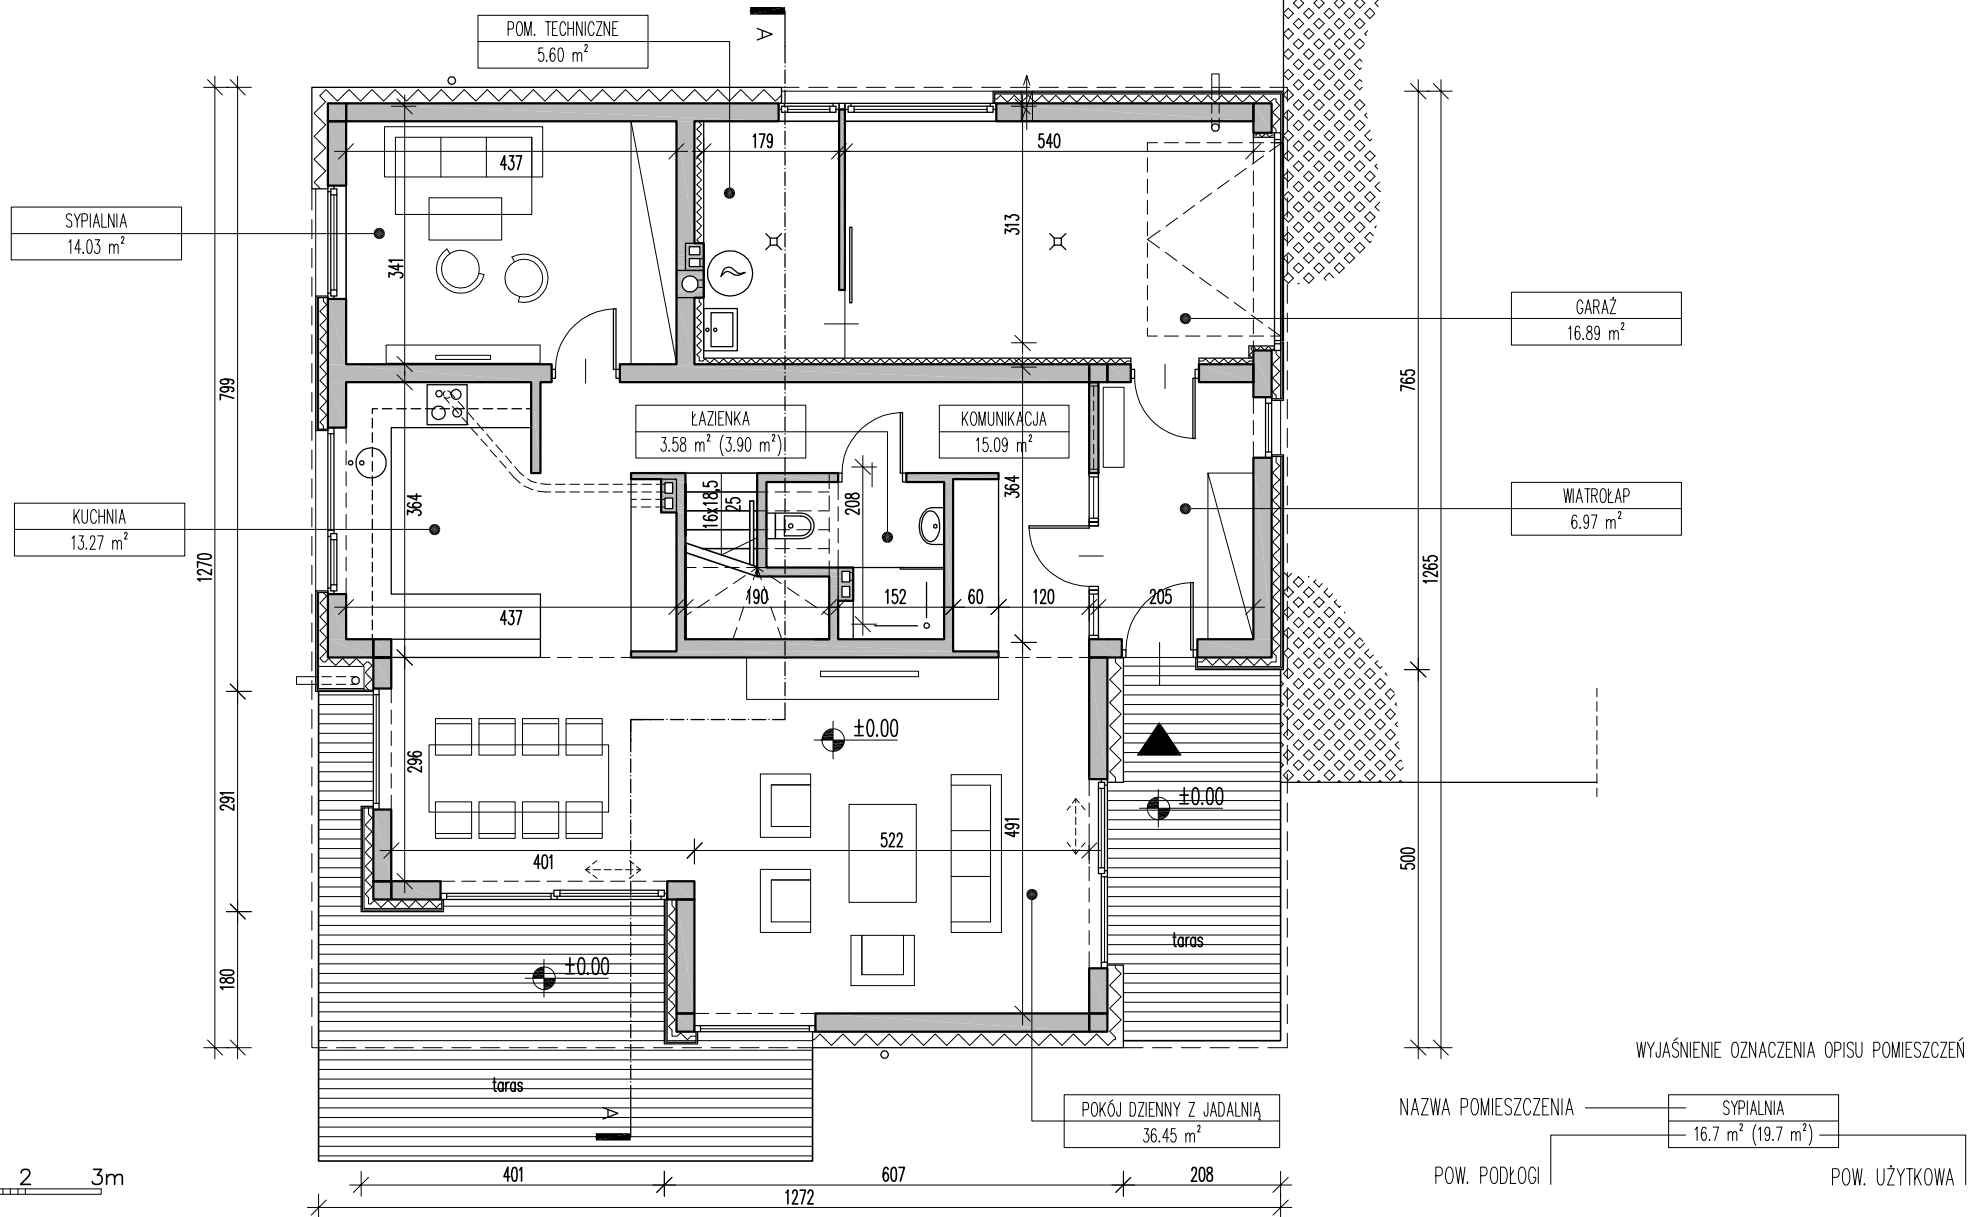 POM. TECHNICZNE
5.60 m²
A
179
540
437
SYPIALNIA
14.03 m²
341
313
GARAŻ
16.89 m²
799
765
ŁAZIENKA
3.58 m² (3.90 m²)
KOMUNIKACJA
15.09 m²
KUCHNIA
13.27 m²
364
16x18,5
25
208
364
WIATROŁAP
6.97 m²
1270
1265
437
190
152
60
120
205
±0.00
296
±0.00
291
491
522
401
500
taras
±0.00
180
taras
A
WYJAŚNIENIE OZNACZENIA OPISU POMIESZCZEŃ
POKÓJ DZIENNY Z JADALNIĄ
36.45 m²
NAZWA POMIESZCZENIA
SYPIALNIA
16.7 m² (19.7 m²)
POW. PODŁOGI
POW. UŻYTKOWA
2
3m
401
607
208
1272